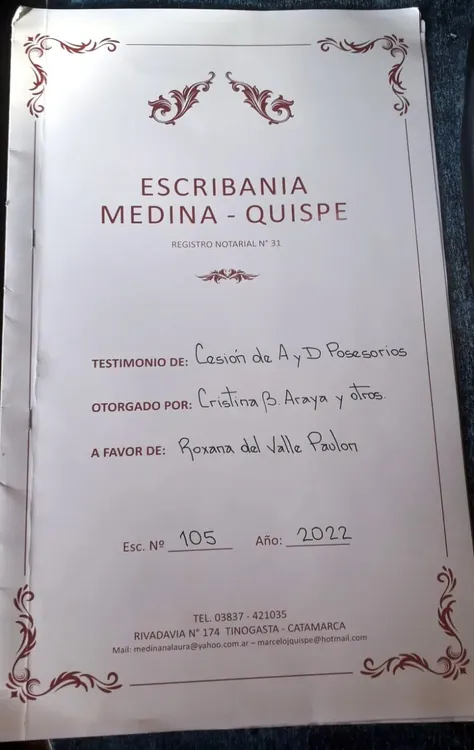 ESCRIBANIA
MEDINA - QUISPE
REGISTRO NOTARIAL N° 31
TESTIMONIO DE: Cesión de A y D Posesorios
OTORGADO POR: Cristina B. Araya y otros.
A FAVOR DE: Roxana del Valle Paulon
Esc. Nº 105 Año: 2022
TEL. 03837 - 421035
RIVADAVIA N° 174 TINOGASTA - CATAMARCA
Mail: medinanalaura@yahoo.com.ar – marcelojquispe@hotmail.com